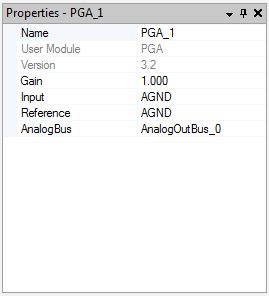 Properties - PGA_1
Name PGA_1
User Module PGA
Version 3.2
Gain 1.000
Input AGND
Reference AGND
AnalogBus AnalogOutBus_0